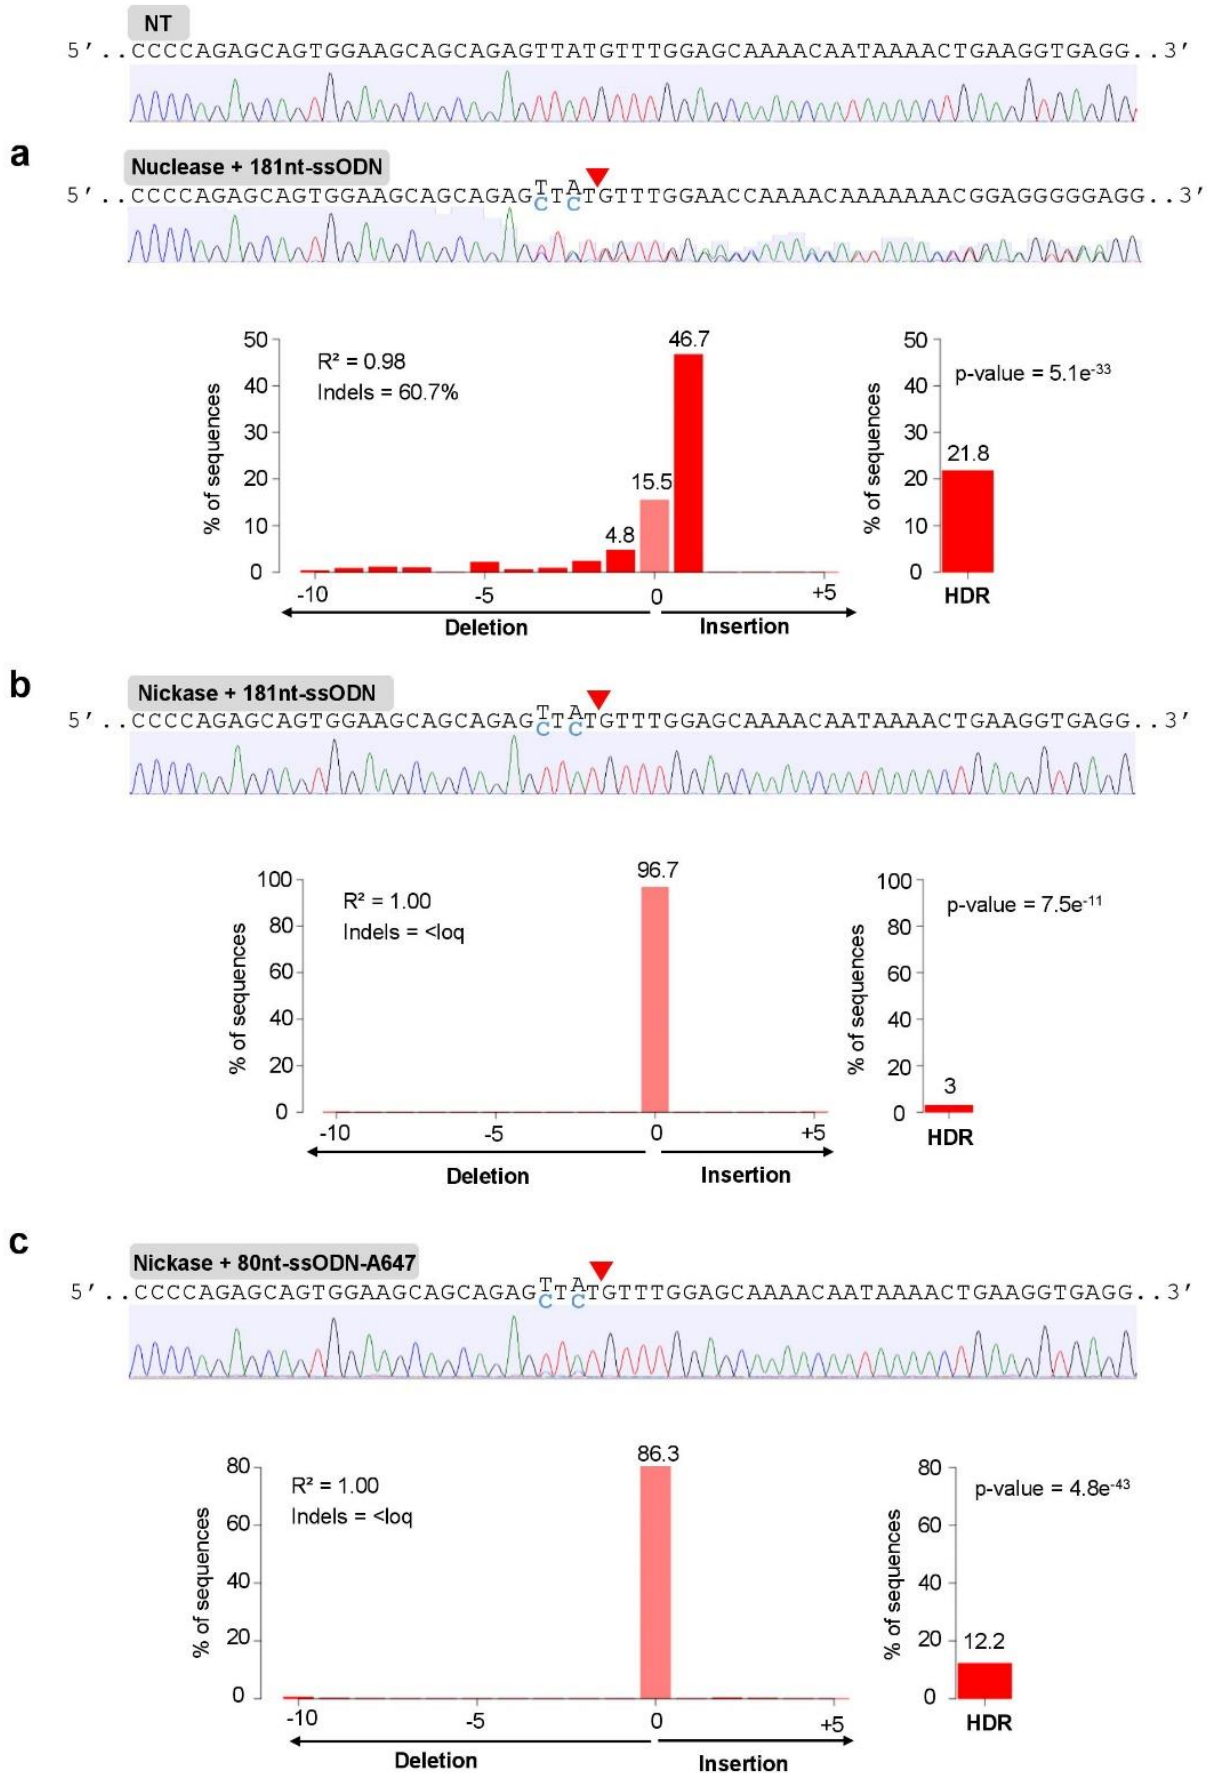 NT
5′..CCCCAGAGCAGTGGAAGCAGCAGAGTTATGTTTGGAGCAAAACAATAAAACTGAAGGTGAGG..3′
a
Nuclease + 181nt-ssODN
5′..CCCCAGAGCAGTGGAAGCAGCAGAGTTATGTTTGGAACCAAAACAAAAAAACGGAGGGGGAGG..3′
C C
50
40
30
20
10
0
% of sequences
R² = 0.98
Indels = 60.7%
4.8
15.5
46.7
-10
-5
0
+5
Deletion
Insertion
50
40
30
20
10
0
% of sequences
p-value = 5.1e⁻³³
21.8
HDR
b
Nickase + 181nt-ssODN
5′..CCCCAGAGCAGTGGAAGCAGCAGAGTTATGTTTGGAGCAAAACAATAAAACTGAAGGTGAGG..3′
C C
100
80
60
40
20
0
% of sequences
R² = 1.00
Indels = <loq
96.7
-10
-5
0
+5
Deletion
Insertion
100
80
60
40
20
0
% of sequences
p-value = 7.5e⁻¹¹
3
HDR
c
Nickase + 80nt-ssODN-A647
5′..CCCCAGAGCAGTGGAAGCAGCAGAGTTATGTTTGGAGCAAAACAATAAAACTGAAGGTGAGG..3′
C C
80
60
40
20
0
% of sequences
R² = 1.00
Indels = <loq
86.3
-10
-5
0
+5
Deletion
Insertion
80
60
40
20
0
% of sequences
p-value = 4.8e⁻⁴³
12.2
HDR